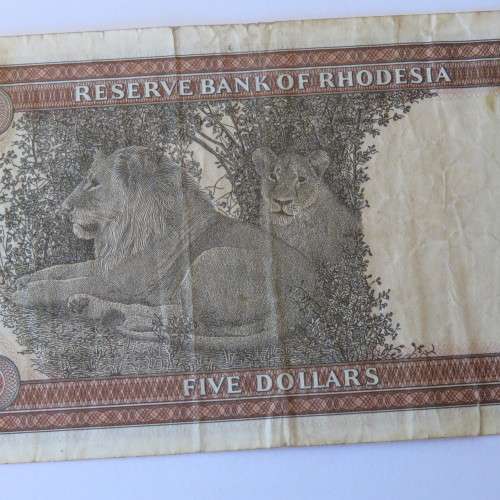 RESERVE BANK OF RHODESIA
FIVE DOLLARS